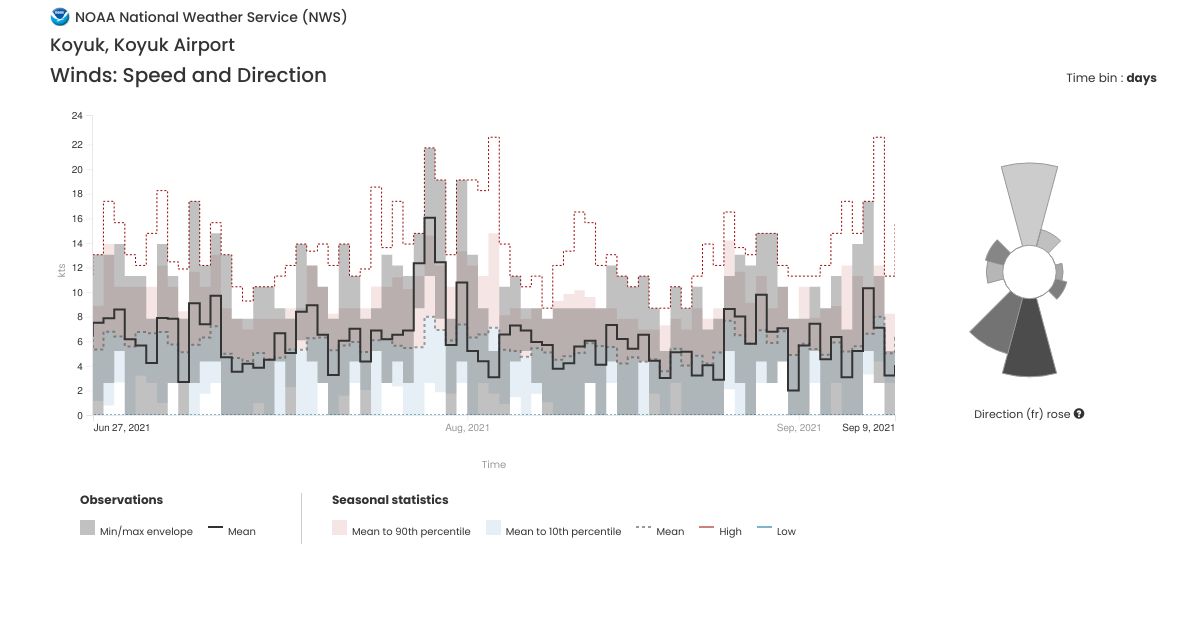 NOAA National Weather Service (NWS)
Koyuk, Koyuk Airport
Winds: Speed and Direction
Time bin : days
24
22
20
18
16
14
12
10
8
6
4
2
0
kts
Jun 27, 2021
Aug, 2021
Sep, 2021
Sep 9, 2021
Time
Direction (fr) rose ?
Observations
Min/max envelope
Mean
Seasonal statistics
Mean to 90th percentile
Mean to 10th percentile
Mean
High
Low